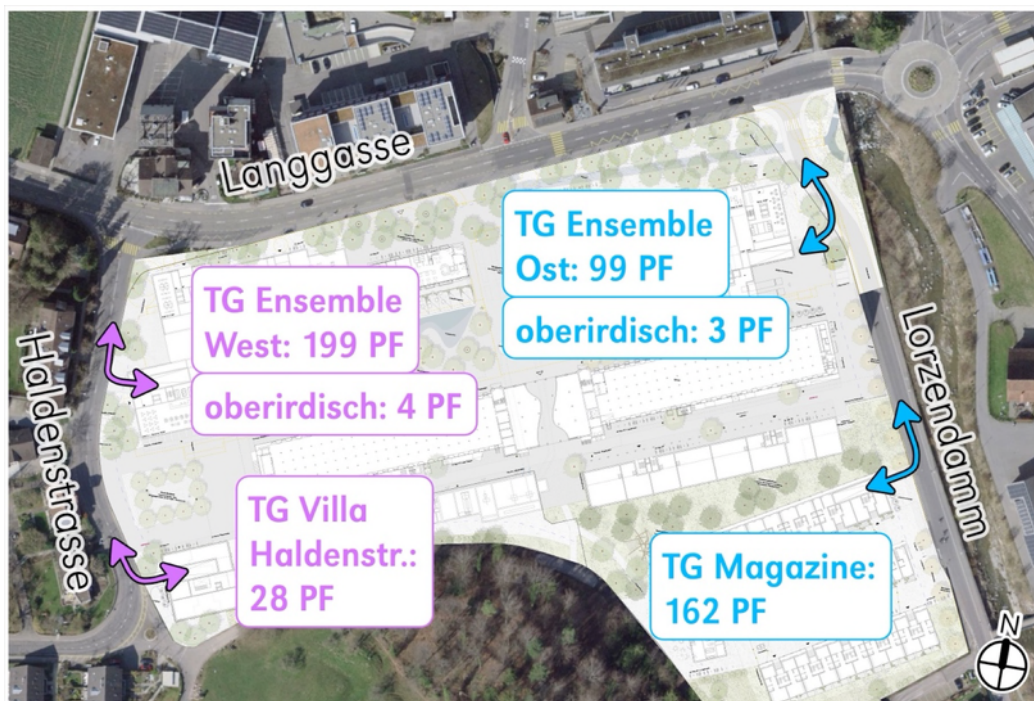 Langgasse
TG Ensemble
Ost: 99 PF
oberirdisch: 3 PF
TG Ensemble
West: 199 PF
oberirdisch: 4 PF
Haldenstrasse
Lorzendamm
TG Villa
Haldenstr.:
28 PF
TG Magazine:
162 PF
N